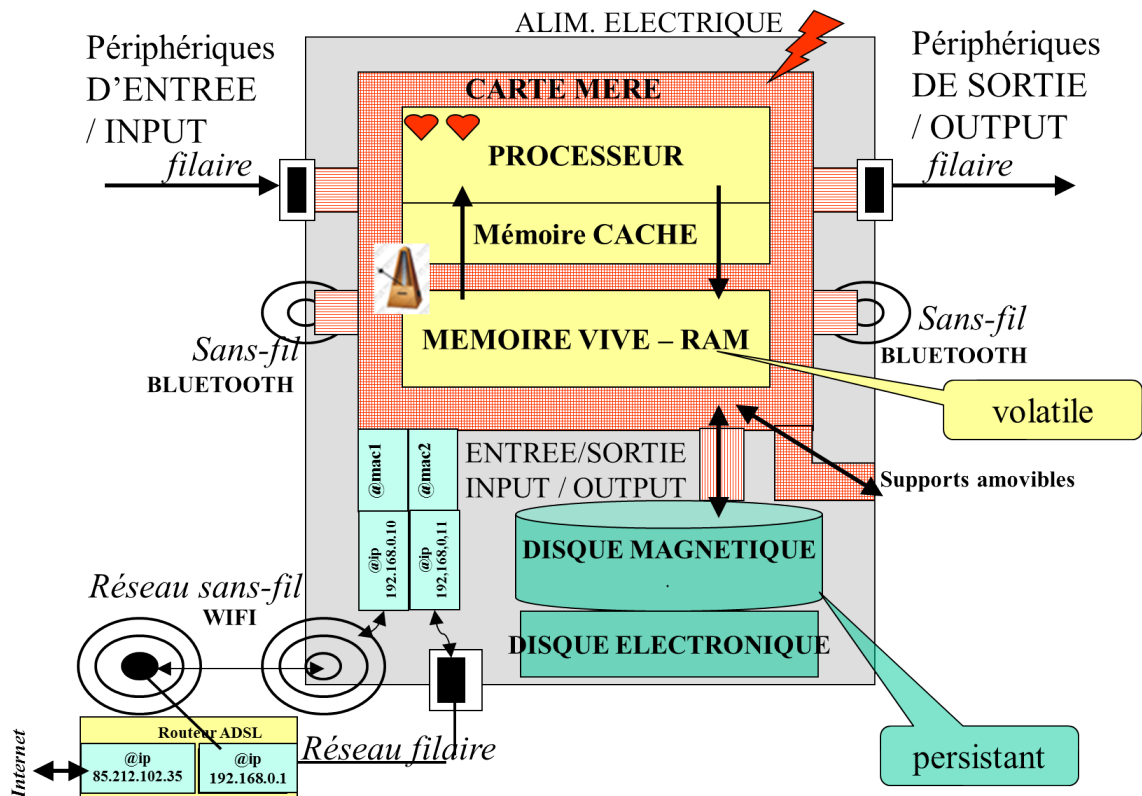 ALIM. ELECTRIQUE
Périphériques
D’ENTREE
/ INPUT
filaire
Périphériques
DE SORTIE
/ OUTPUT
filaire
CARTE MERE
PROCESSEUR
Mémoire CACHE
MEMOIRE VIVE – RAM
Sans-fil
BLUETOOTH
Sans-fil
BLUETOOTH
volatile
@mac1
@mac2
ENTREE/SORTIE
INPUT / OUTPUT
Supports amovibles
@ip
192.168.0.10
@ip
192,168,0,11
DISQUE MAGNETIQUE
.
DISQUE ELECTRONIQUE
Réseau sans-fil
WIFI
Routeur ADSL
@ip
85.212.102.35
@ip
192.168.0.1
Réseau filaire
Internet
persistant